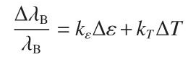 Δλ_B / λ_B = k_ε Δε + k_T ΔT